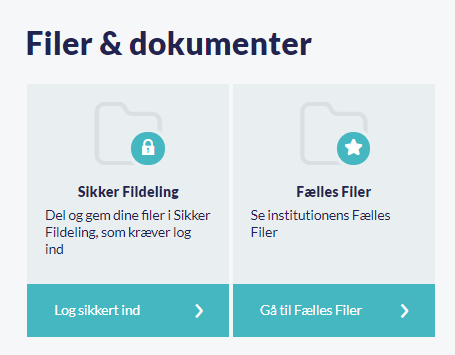 Filer & dokumenter
Sikker Fildeling
Del og gem dine filer i Sikker
Fildeling, som kræver log
ind
Log sikkert ind
Fælles Filer
Se institutionens Fælles
Filer
Gå til Fælles Filer